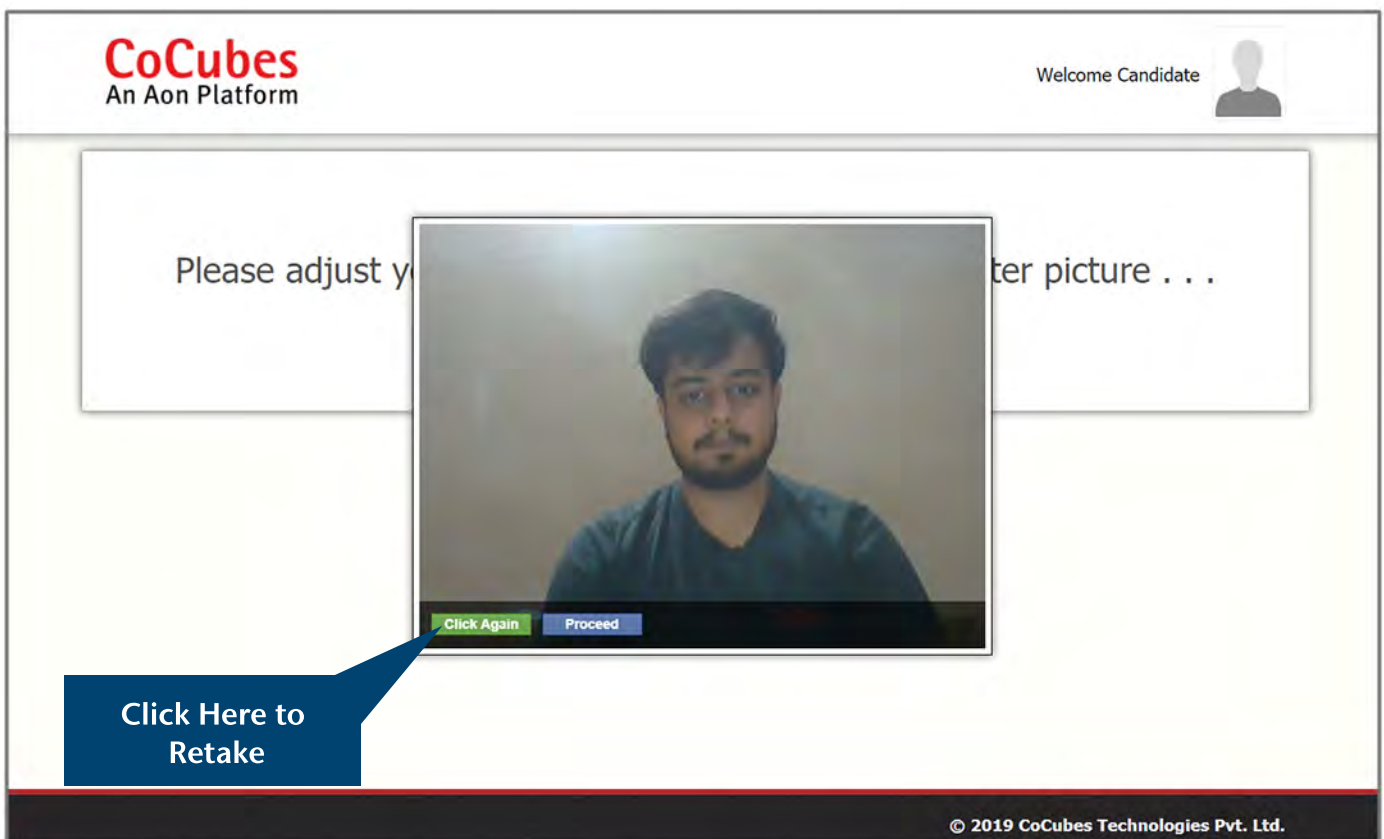 CoCubes
An Aon Platform
Welcome Candidate
Please adjust ter picture . . .
Click Again
Proceed
Click Here to
Retake
© 2019 CoCubes Technologies Pvt. Ltd.